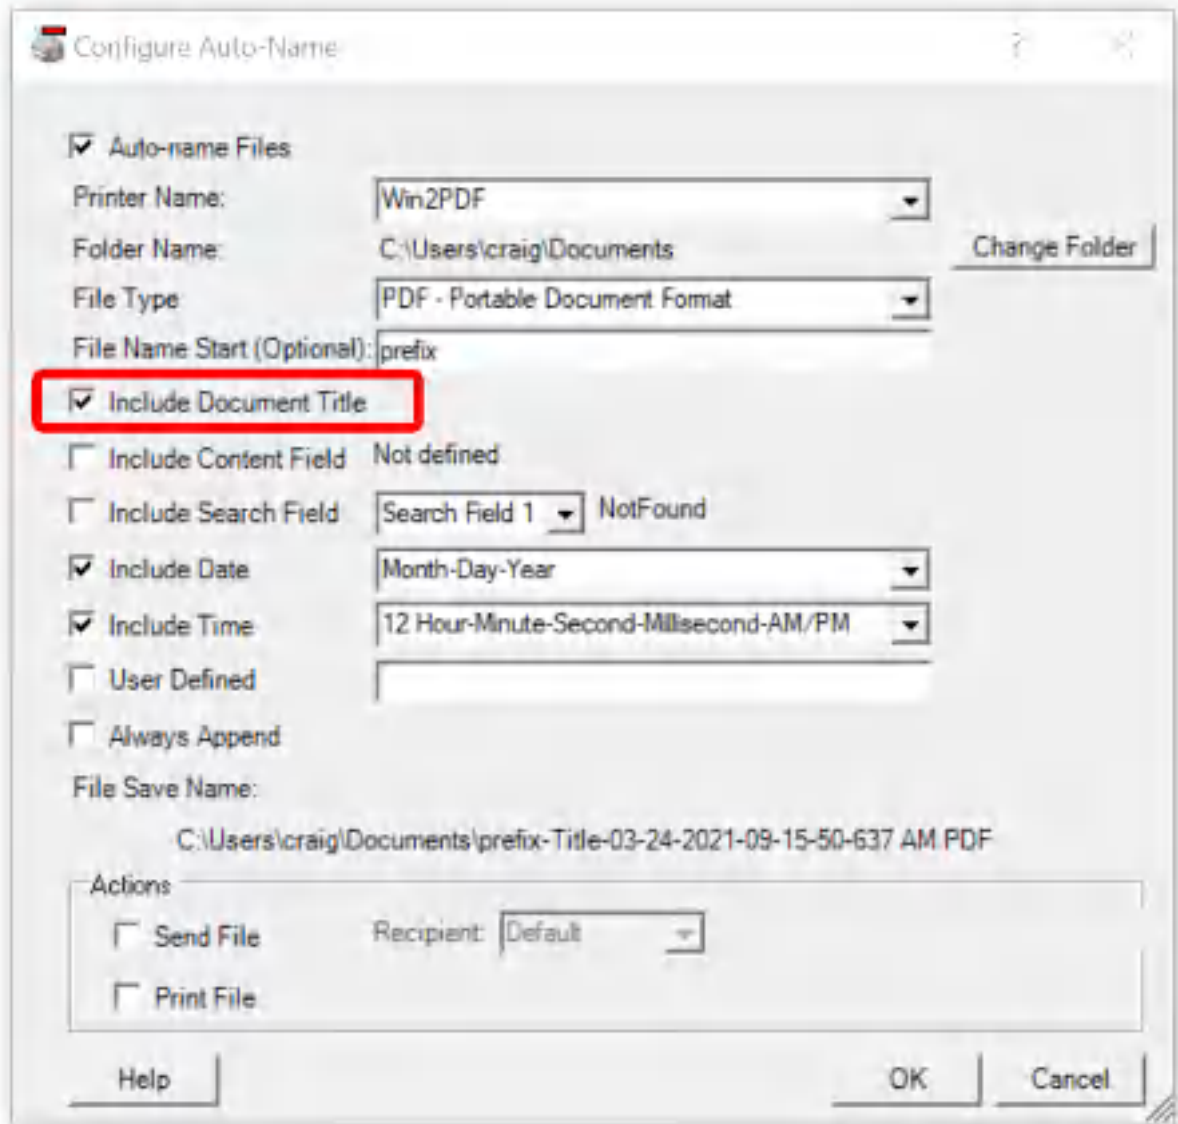 Configure Auto-Name
Auto-name Files
Printer Name: Win2PDF
Folder Name: C:\Users\craig\Documents Change Folder
File Type PDF - Portable Document Format
File Name Start (Optional): prefix
Include Document Title
Include Content Field Not defined
Include Search Field Search Field 1 NotFound
Include Date Month-Day-Year
Include Time 12 Hour-Minute-Second-Millisecond-AM/PM
User Defined
Always Append
File Save Name:
C:\Users\craig\Documents\prefix-Title-03-24-2021-09-15-50-637 AM.PDF
Actions
Send File Recipient: Default
Print File
Help OK Cancel